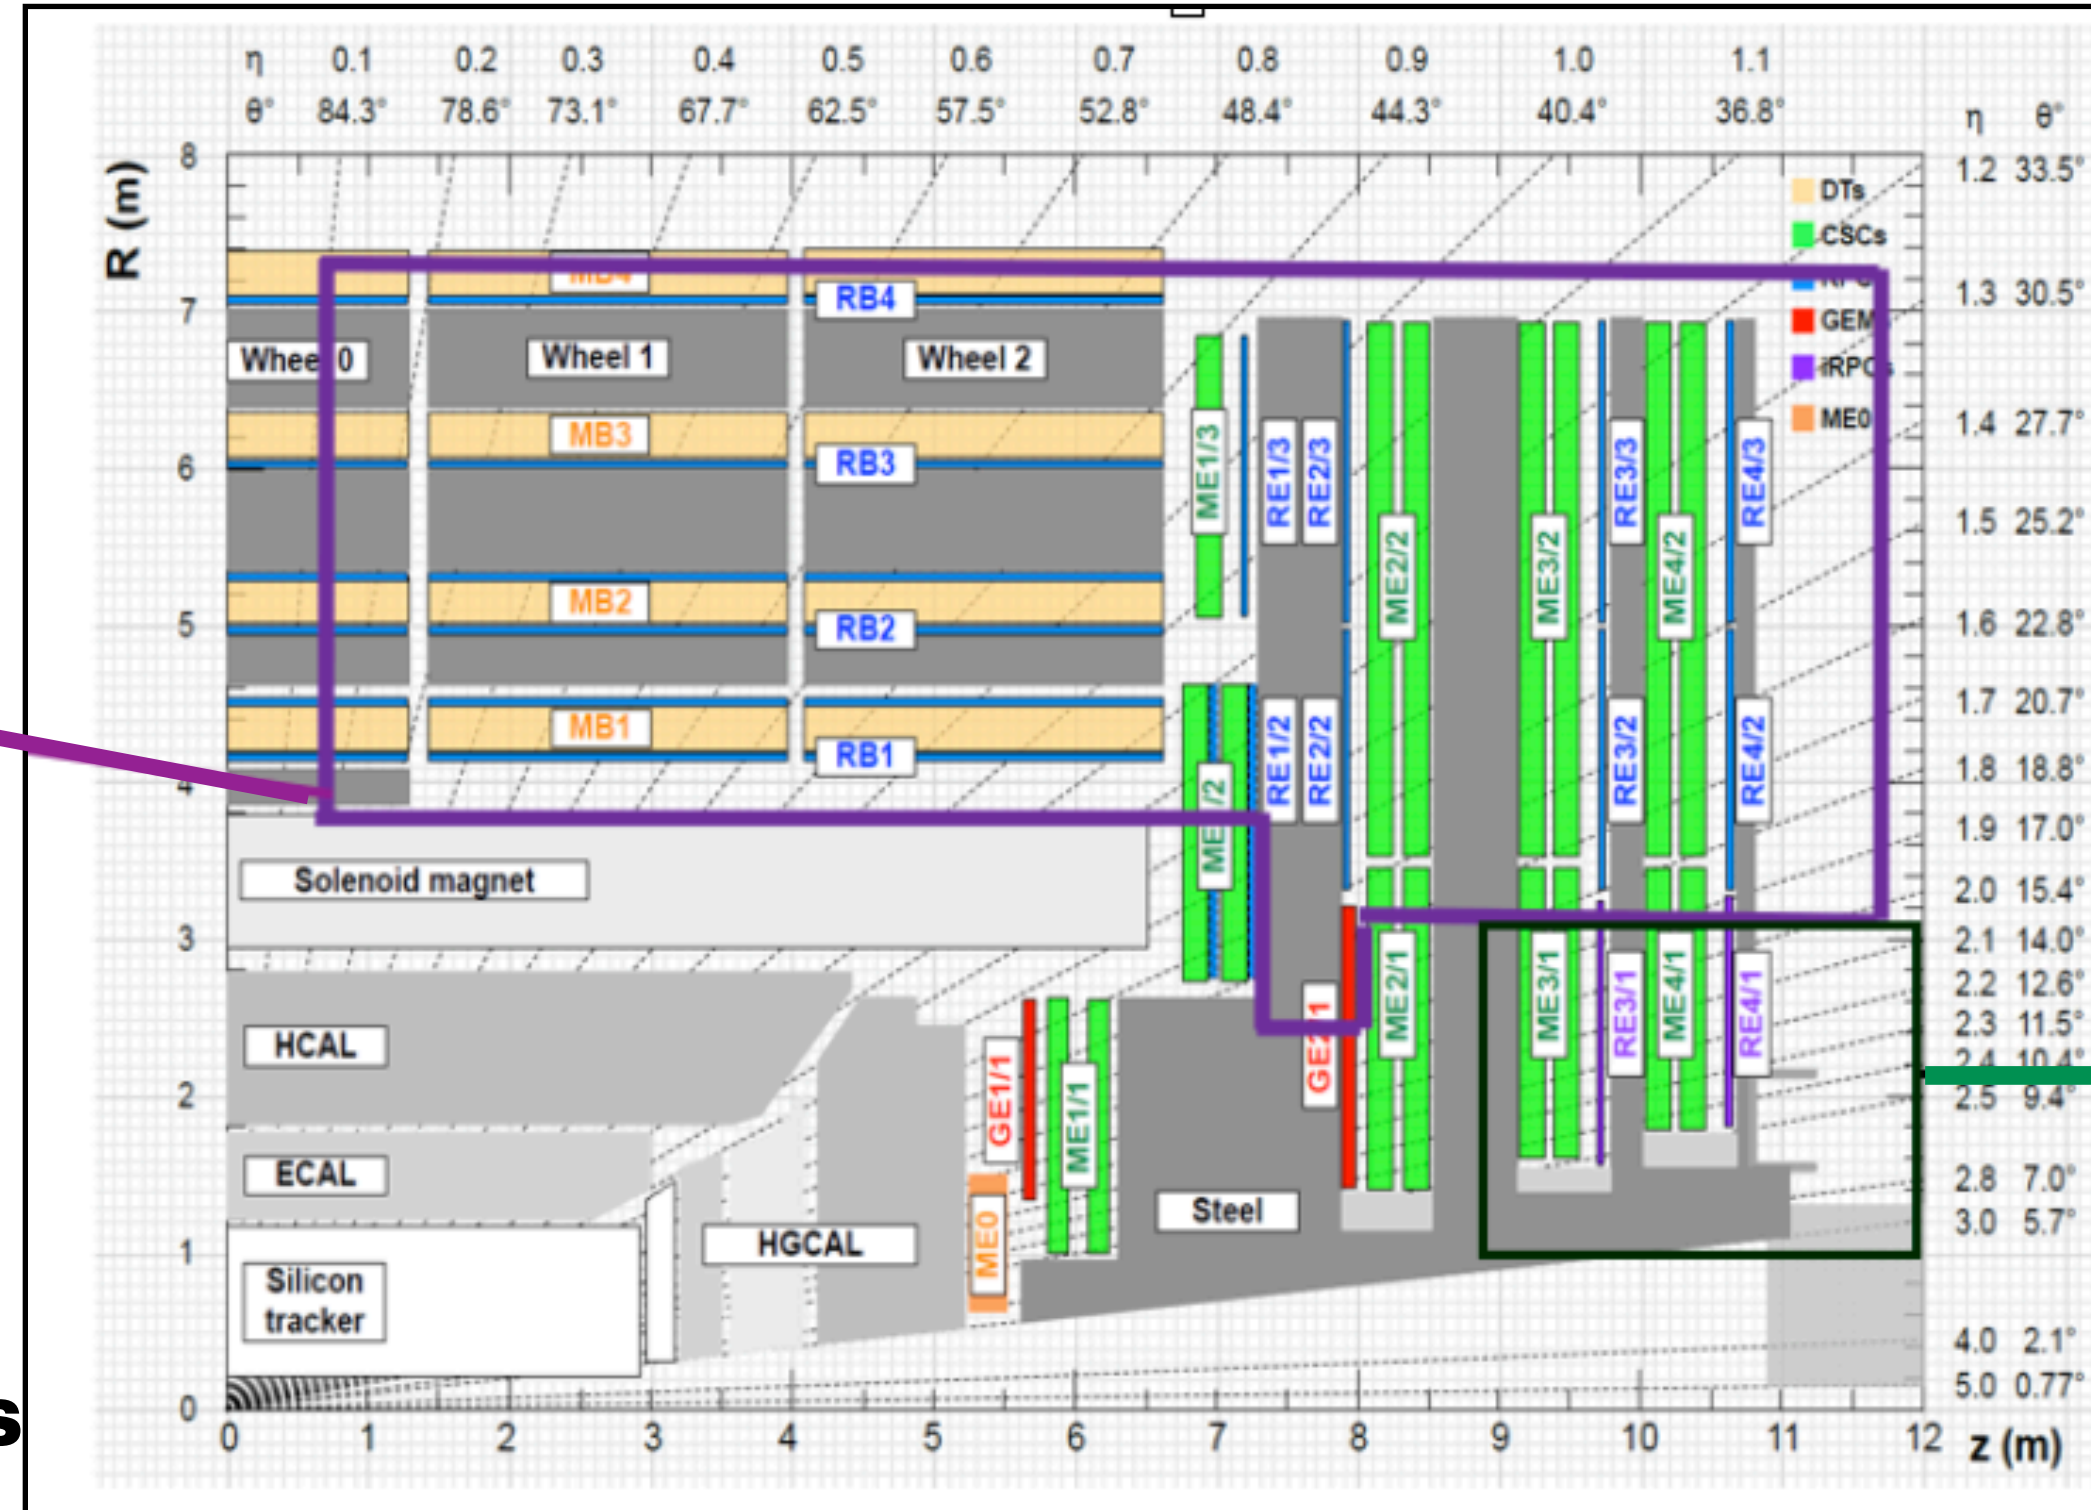 η 0.1 0.2 0.3 0.4 0.5 0.6 0.7 0.8 0.9 1.0 1.1
θ° 84.3° 78.6° 73.1° 67.7° 62.5° 57.5° 52.8° 48.4° 44.3° 40.4° 36.8° η θ°
R (m)
8
7
6
5
4
3
2
1
0
1.2 33.5°
1.3 30.5°
1.4 27.7°
1.5 25.2°
1.6 22.8°
1.7 20.7°
1.8 18.8°
1.9 17.0°
2.0 15.4°
2.1 14.0°
2.2 12.6°
2.3 11.5°
2.4 10.4°
2.5 9.4°
2.8 7.0°
3.0 5.7°
4.0 2.1°
5.0 0.77°
DTs
CSCs
GEM
iRPCs
ME0
MB4
RB4
Wheel 0
Wheel 1
Wheel 2
MB3
RB3
MB2
RB2
MB1
RB1
ME1/3
RE1/3
RE2/3
ME2/2
ME3/2
RE3/3
ME4/2
RE4/3
RE1/2
RE2/2
RE3/2
RE4/2
Solenoid magnet
HCAL
ECAL
Silicon
tracker
HGCAL
Steel
GE1/1
ME1/1
ME0
ME2/1
ME3/1
RE3/1
ME4/1
RE4/1
s
0 1 2 3 4 5 6 7 8 9 10 11 12 z (m)